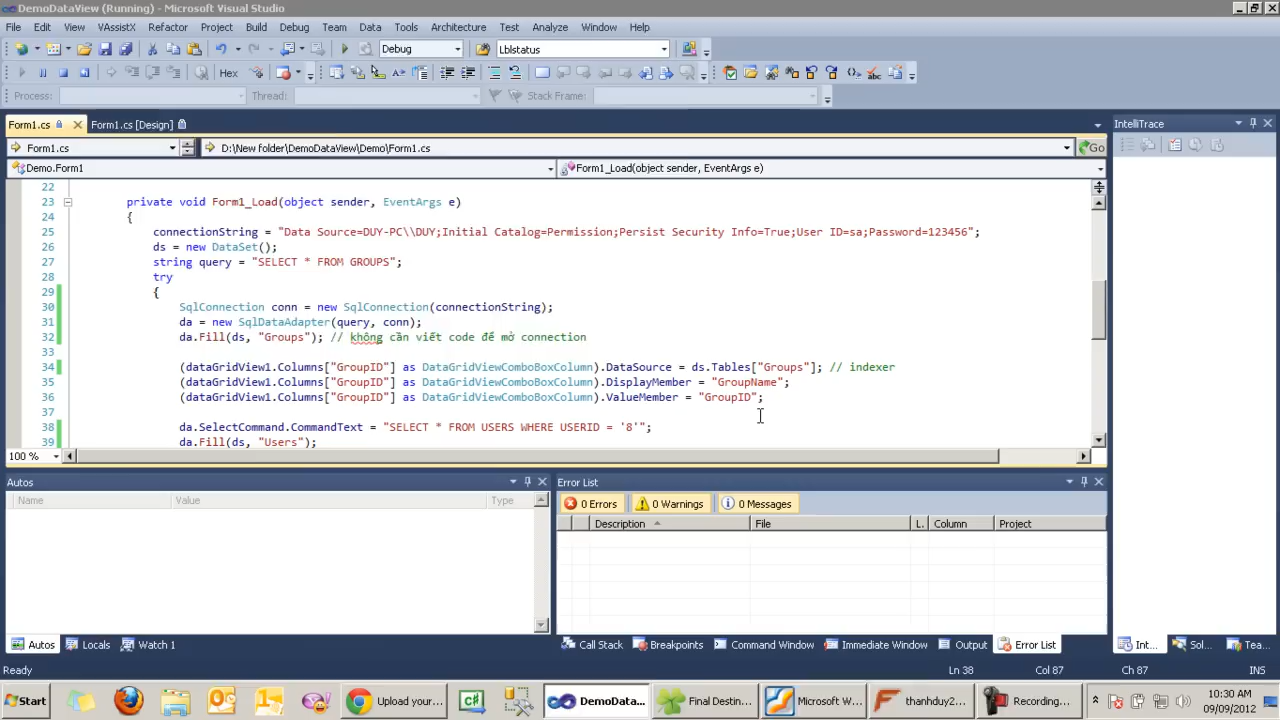 DemoDataView (Running) - Microsoft Visual Studio
File Edit View VAssistX Refactor Project Build Debug Team Data Tools Architecture Test Analyze Window Help
Debug Lblstatus
Hex
Process: Thread: Stack Frame:
Form1.cs Form1.cs [Design] IntelliTrace
Form1.cs D:\New folder\DemoDataView\Demo\Form1.cs Go
Demo.Form1 Form1_Load(object sender, EventArgs e)
22
23 private void Form1_Load(object sender, EventArgs e)
24 {
25 connectionString = "Data Source=DUY-PC\\DUY;Initial Catalog=Permission;Persist Security Info=True;User ID=sa;Password=123456";
26 ds = new DataSet();
27 string query = "SELECT * FROM GROUPS";
28 try
29 {
30 SqlConnection conn = new SqlConnection(connectionString);
31 da = new SqlDataAdapter(query, conn);
32 da.Fill(ds, "Groups"); // không cần viết code để mở connection
33
34 (dataGridView1.Columns["GroupID"] as DataGridViewComboBoxColumn).DataSource = ds.Tables["Groups"]; // indexer
35 (dataGridView1.Columns["GroupID"] as DataGridViewComboBoxColumn).DisplayMember = "GroupName";
36 (dataGridView1.Columns["GroupID"] as DataGridViewComboBoxColumn).ValueMember = "GroupID";
37
38 da.SelectCommand.CommandText = "SELECT * FROM USERS WHERE USERID = '8'";
39 da.Fill(ds, "Users");
100 %
Autos Error List
Name Value Type 0 Errors 0 Warnings 0 Messages
Description File L. Column Project
Autos Locals Watch 1 Call Stack Breakpoints Command Window Immediate Window Output Error List Int... Sol... Tea...
Ready Ln 38 Col 87 Ch 87 INS
Start Upload your... DemoData... Final Destin... Microsoft W... thanhduy2... Recording... 10:30 AM
09/09/2012